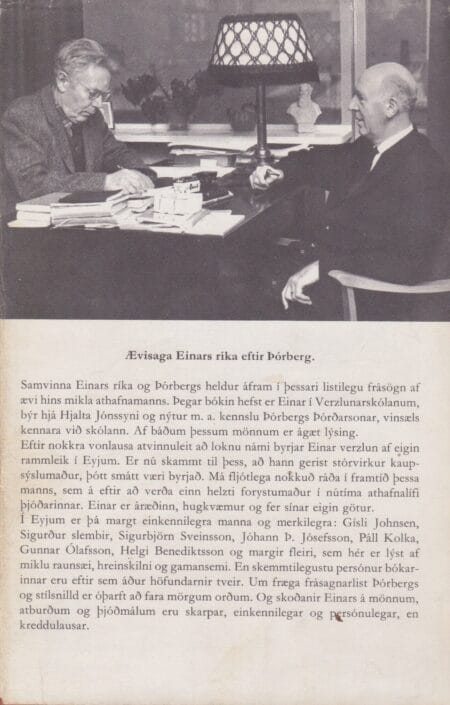 Ævisaga Einars ríka eftir Þórberg.
Samvinna Einars ríka og Þórbergs heldur áfram í þessari listilegu frásögn af
ævi hins mikla athafnamanns. Þegar bókin hefst er Einar í Verzlunarskólanum,
býr hjá Hjalta Jónssyni og nýtur m. a. kennslu Þórbergs Þórðarsonar, vinsæls
kennara við skólann. Af báðum þessum mönnum er ágæt lýsing.
Eftir nokkra vonlausa atvinnuleit að loknu námi byrjar Einar verzlun af eigin
rammleik í Eyjum. Er nú skammt til þess, að hann gerist stórvirkur kaup-
sýslumaður, þótt smátt væri byrjað. Má fljótlega nokkuð ráða í framtíð þessa
manns, sem á eftir að verða einn helzti forystumaður í nútíma athafnalífi
þjóðarinnar. Einar er áræðinn, hugkvæmur og fer sínar eigin götur.
Í Eyjum er þá margt einkennilegra manna og merkilegra: Gísli Johnsen,
Sigurður slembir, Sigurbjörn Sveinsson, Jóhann Þ. Jósefsson, Páll Kolka,
Gunnar Ólafsson, Helgi Benediktsson og margir fleiri, sem hér er lýst af
miklu raunsæi, hreinskilni og gamansemi. En skemmtilegustu persónur bókar-
innar eru eftir sem áður höfundarnir tveir. Um fræga frásagnarlist Þórbergs
og stílsnilld er óþarft að fara mörgum orðum. Og skoðanir Einars á mönnum,
atburðum og þjóðmálum eru skarpar, einkennilegar og persónulegar, en
kreddulausar.